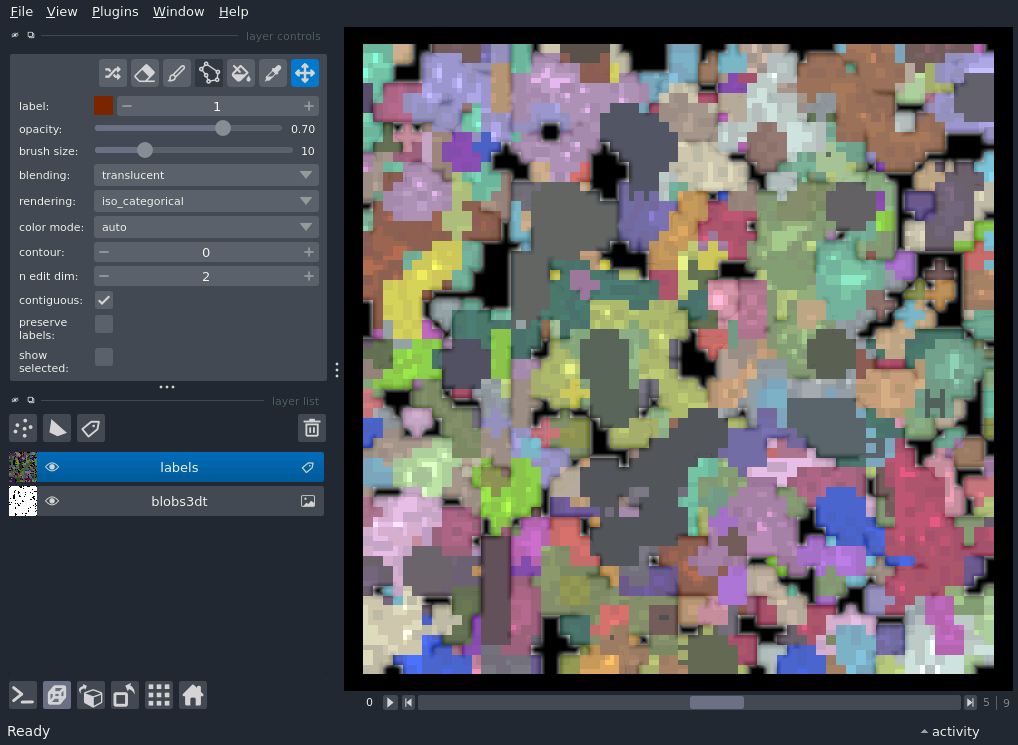 File View Plugins Window Help
layer controls
label: 1
opacity: 0.70
brush size: 10
blending: translucent
rendering: iso_categorical
color mode: auto
contour: 0
n edit dim: 2
contiguous:
preserve
labels:
show
selected:
layer list
labels
blobs3dt
0 5 9
Ready
activity